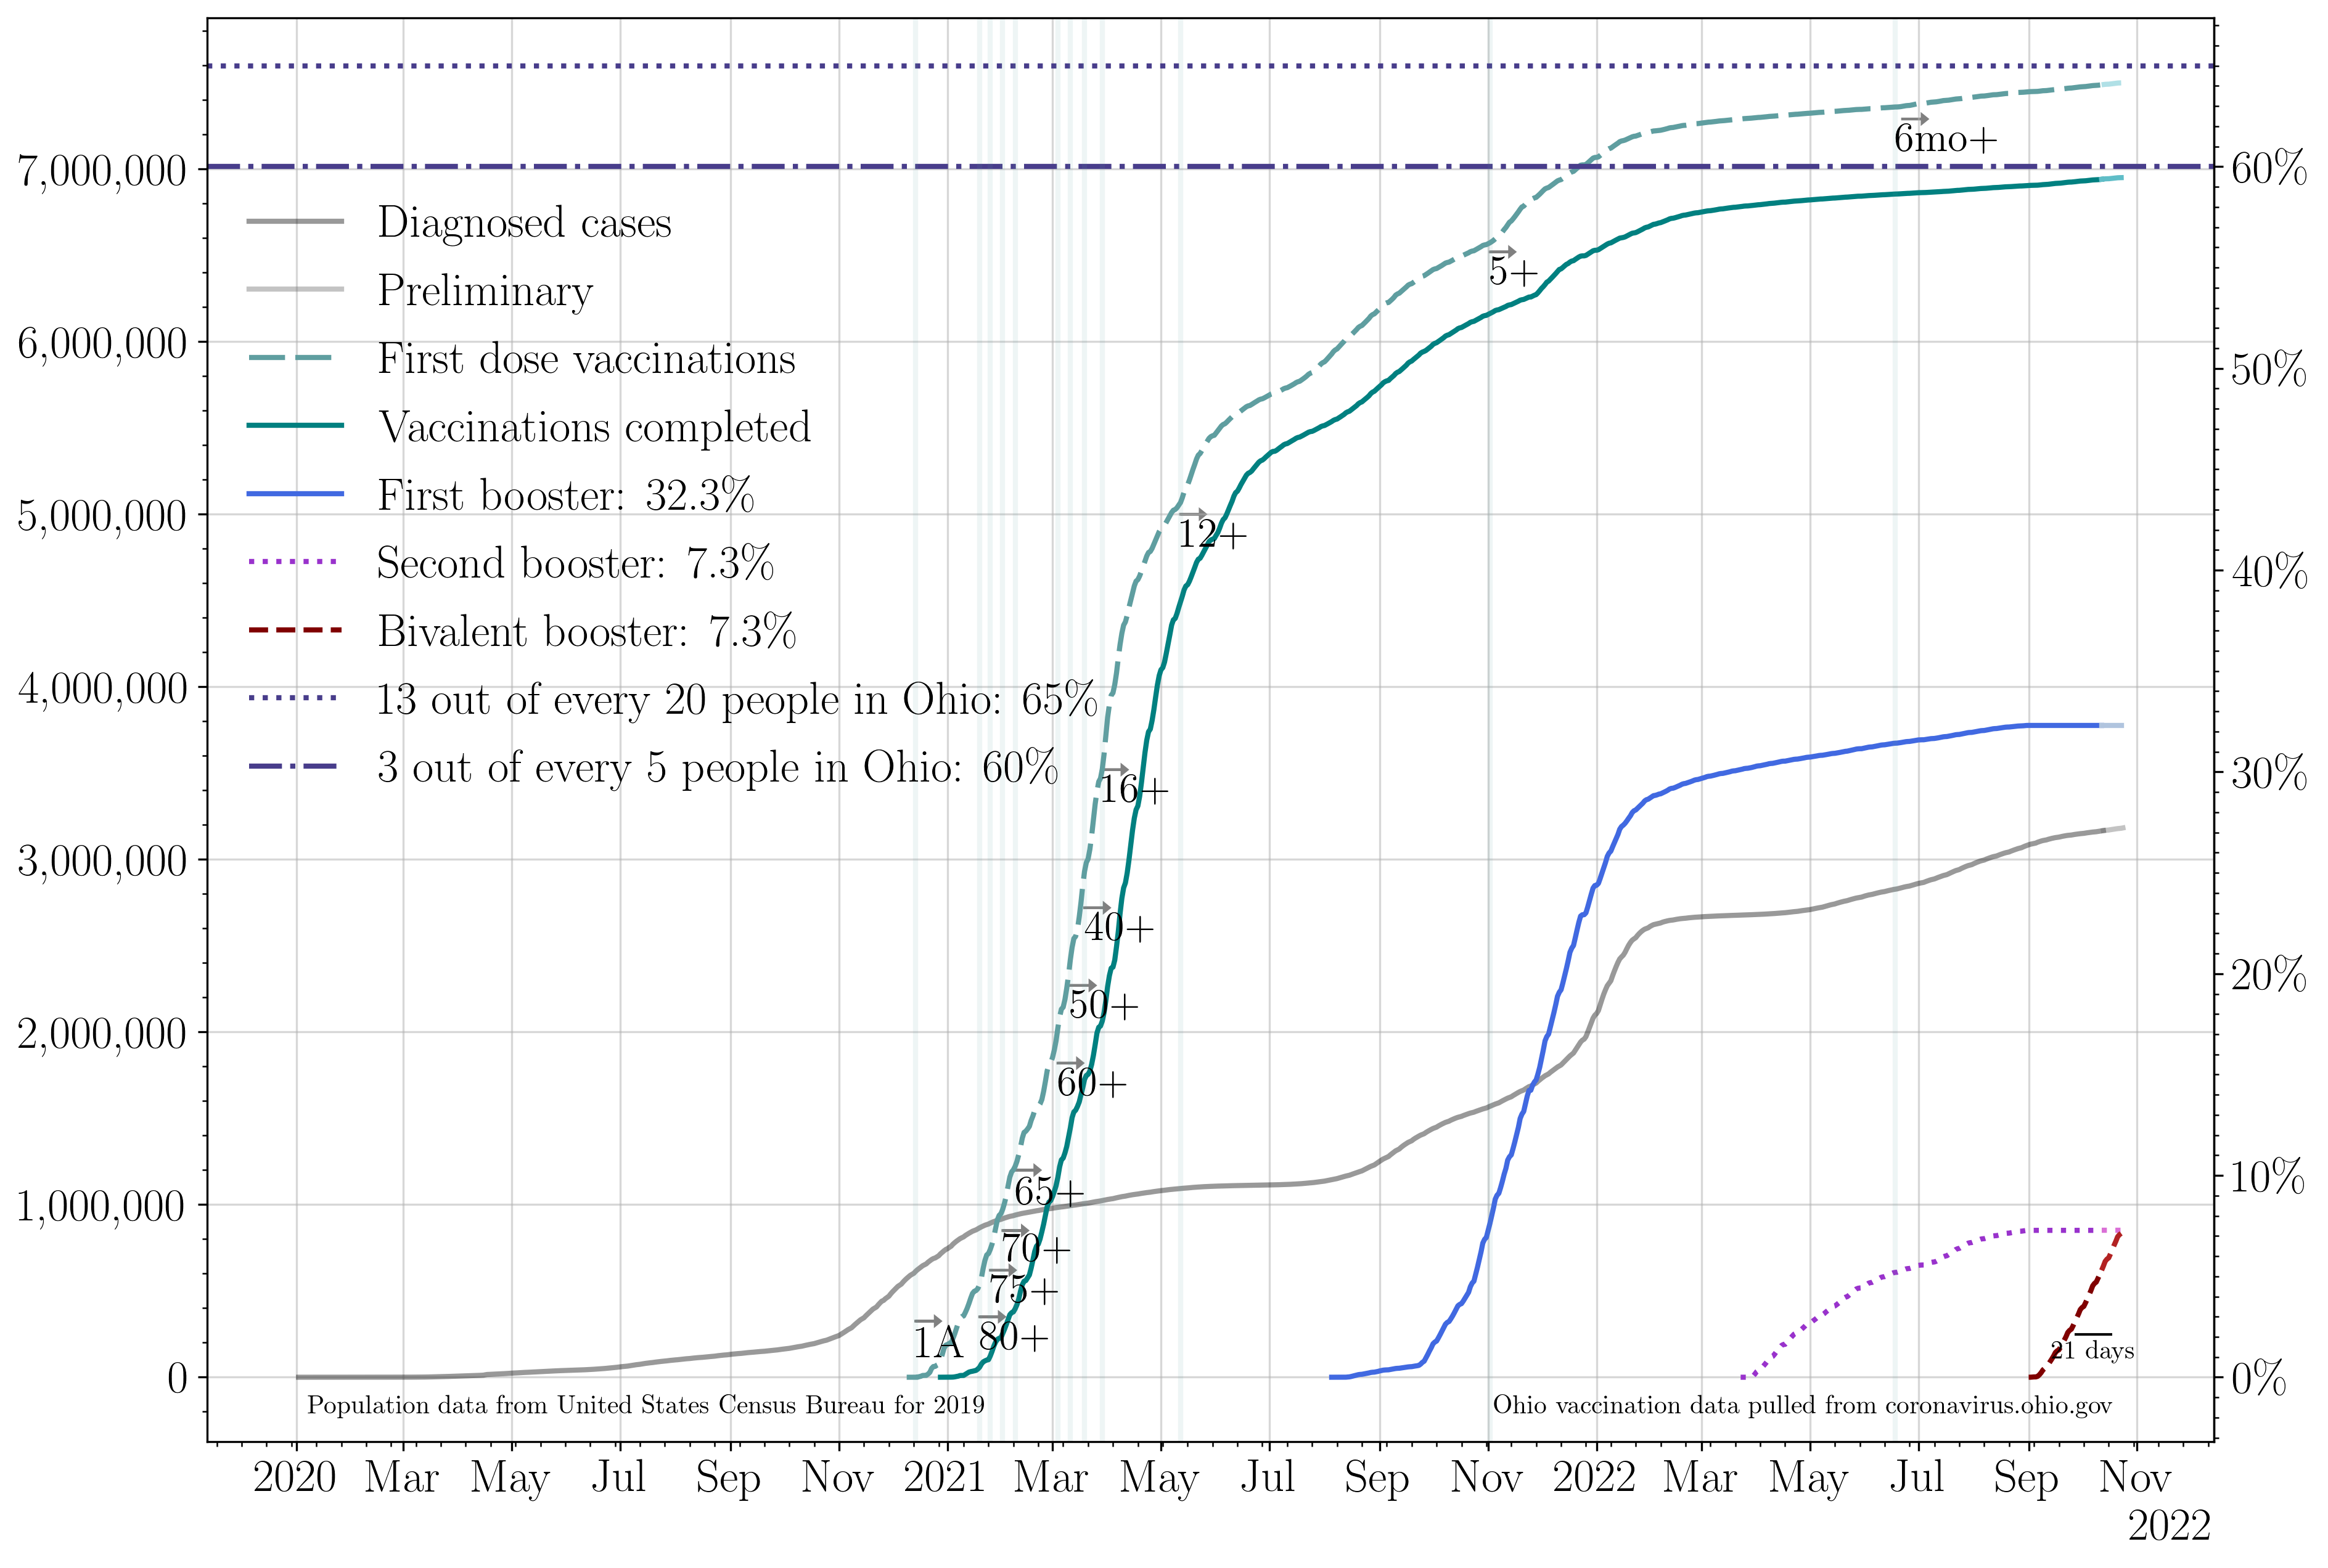 7,000,000
6,000,000
5,000,000
4,000,000
3,000,000
2,000,000
1,000,000
0
Diagnosed cases
Preliminary
First dose vaccinations
Vaccinations completed
First booster: 32.3%
Second booster: 7.3%
Bivalent booster: 7.3%
13 out of every 20 people in Ohio: 65%
3 out of every 5 people in Ohio: 60%
6mo+
5+
12+
16+
40+
50+
60+
65+
70+
75+
80+
1A
21 days
60%
50%
40%
30%
20%
10%
0%
Population data from United States Census Bureau for 2019
Ohio vaccination data pulled from coronavirus.ohio.gov
2020 Mar May Jul Sep Nov 2021 Mar May Jul Sep Nov 2022 Mar May Jul Sep Nov
2022